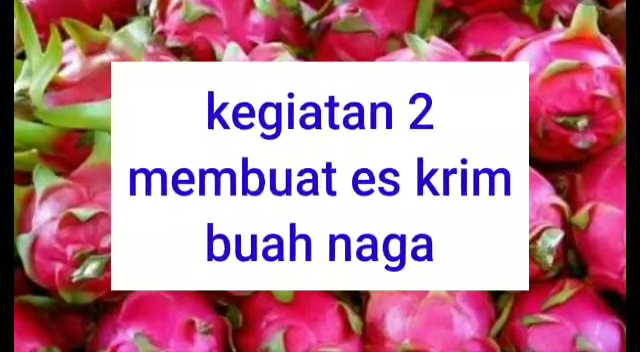 kegiatan 2
membuat es krim
buah naga